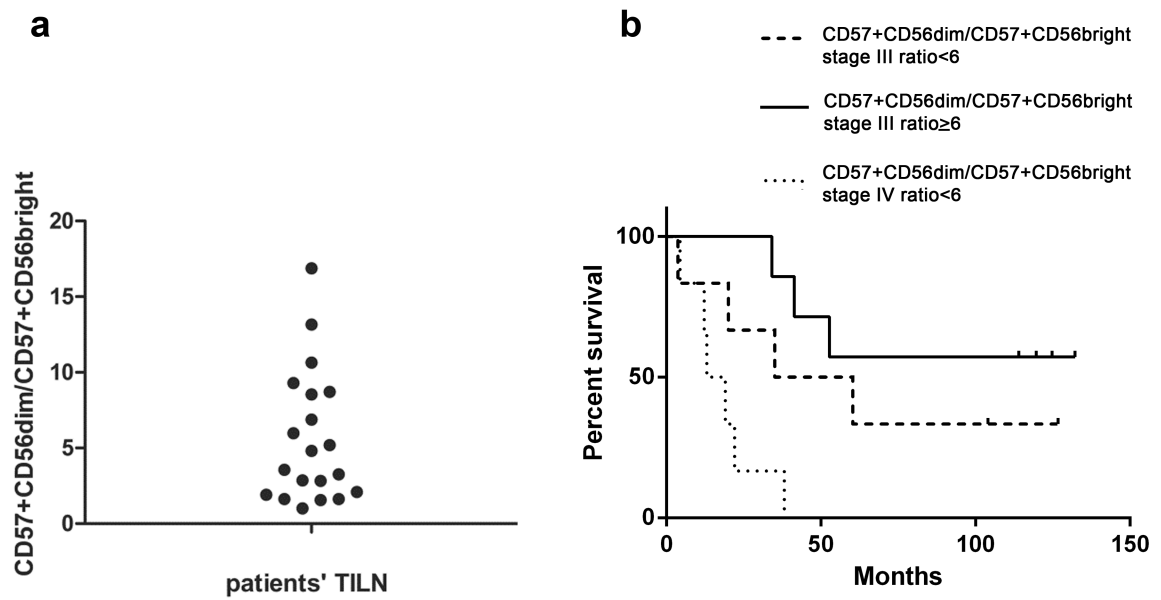 a
CD57+CD56dim/CD57+CD56bright
20
15
10
5
0
patients' TILN
b
CD57+CD56dim/CD57+CD56bright
stage III ratio<6
CD57+CD56dim/CD57+CD56bright
stage III ratio≥6
CD57+CD56dim/CD57+CD56bright
stage IV ratio<6
Percent survival
100
50
0
0 50 100 150
Months